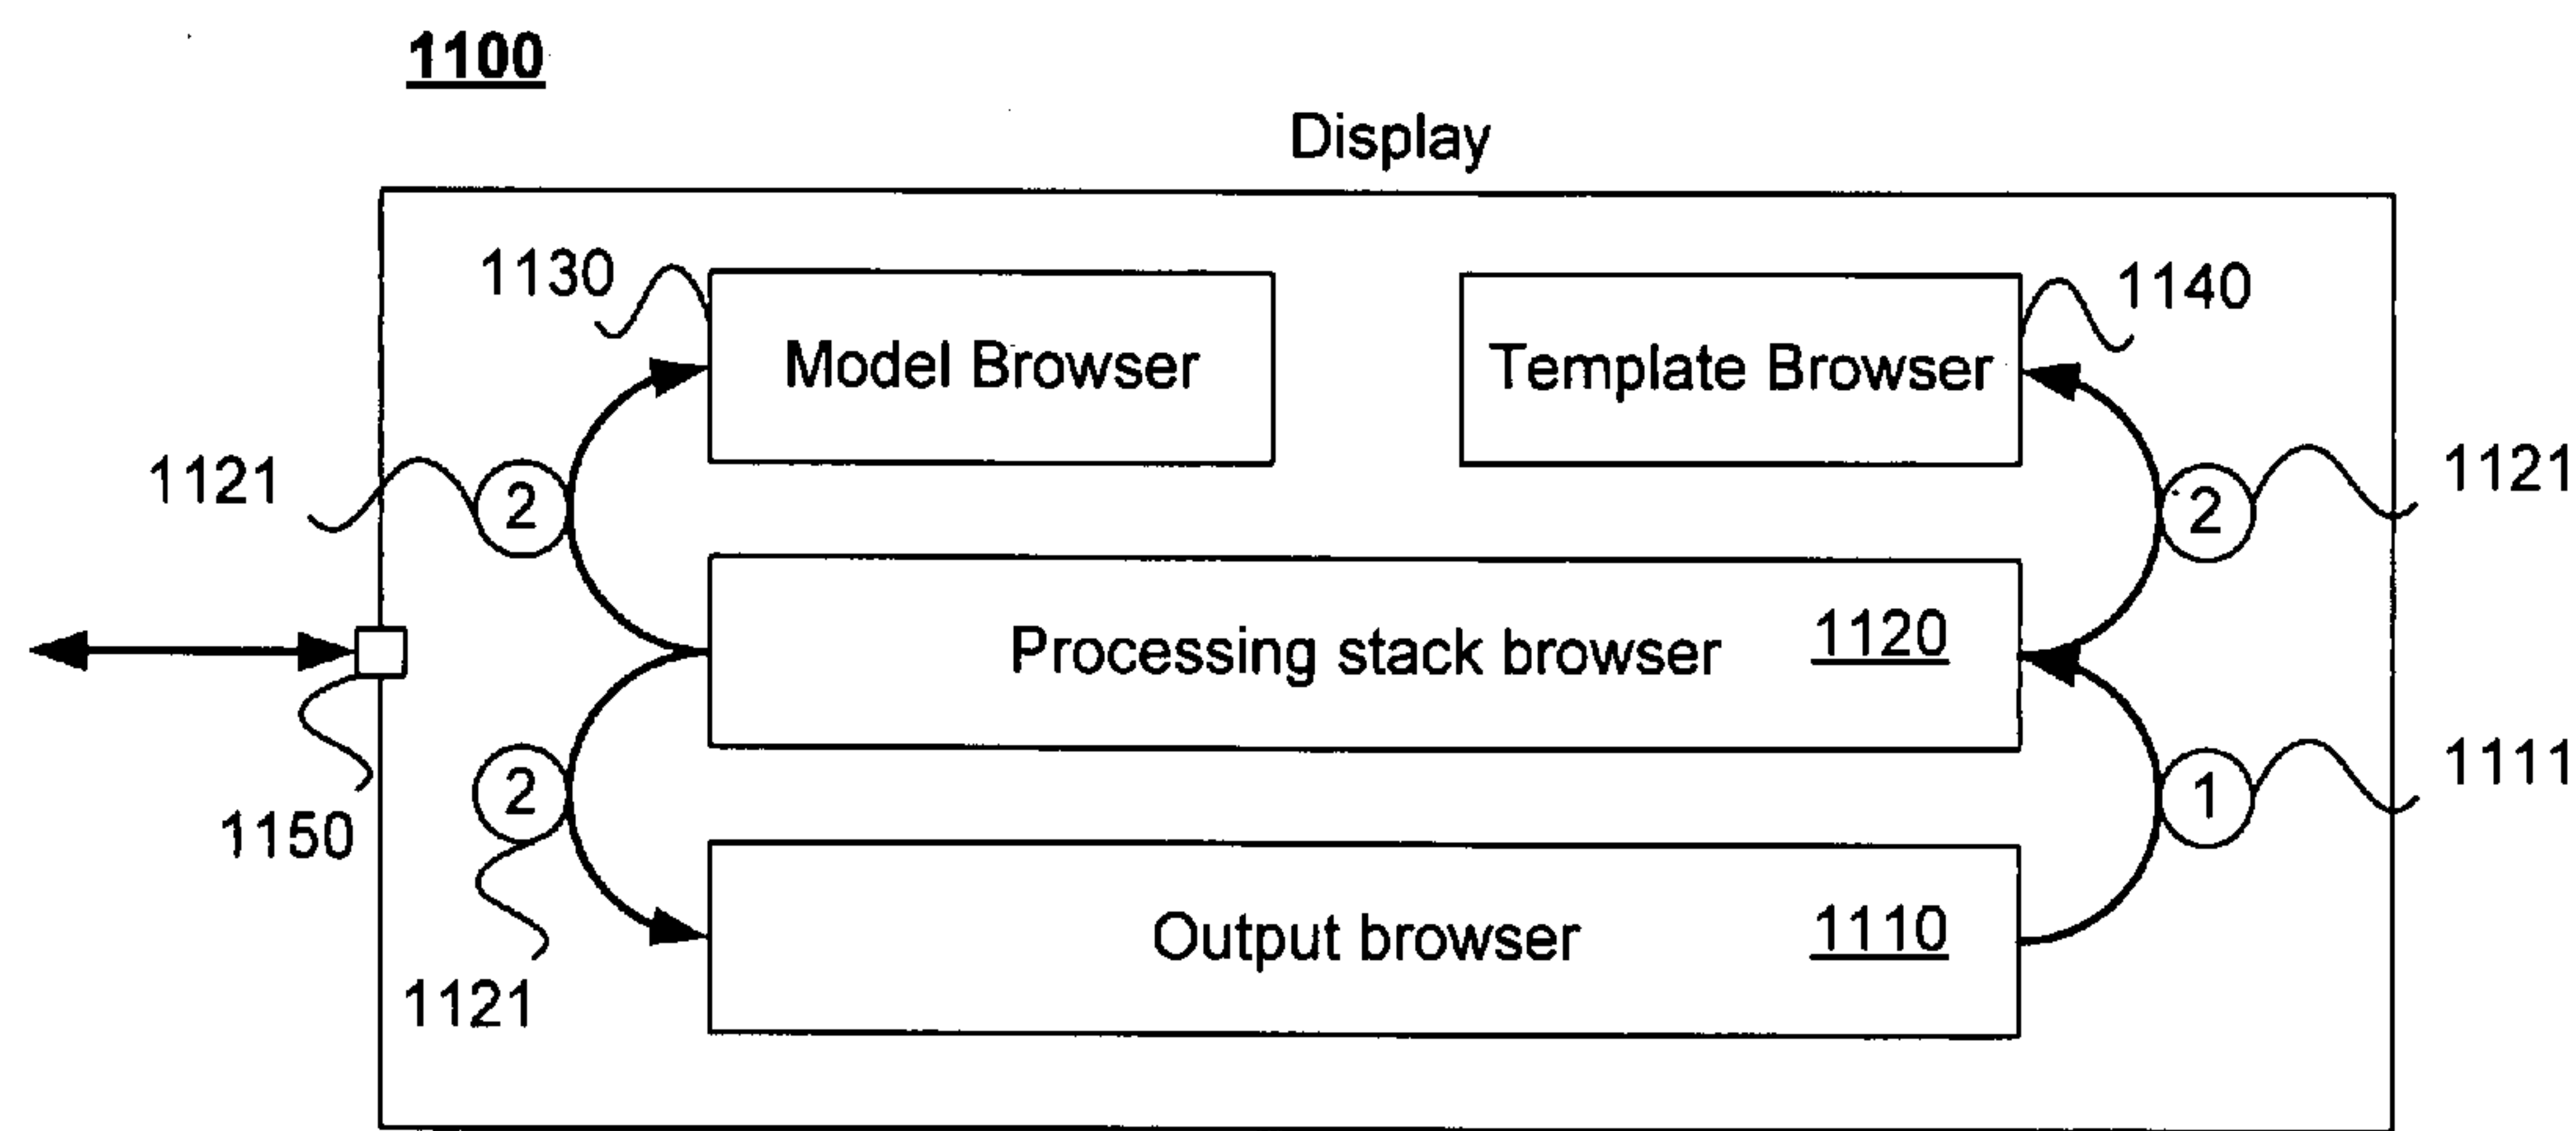 1100
Display
1130
1140
Model Browser
Template Browser
1121
2
2
1121
Processing stack browser 1120
1150
2
1
1111
1121
Output browser 1110